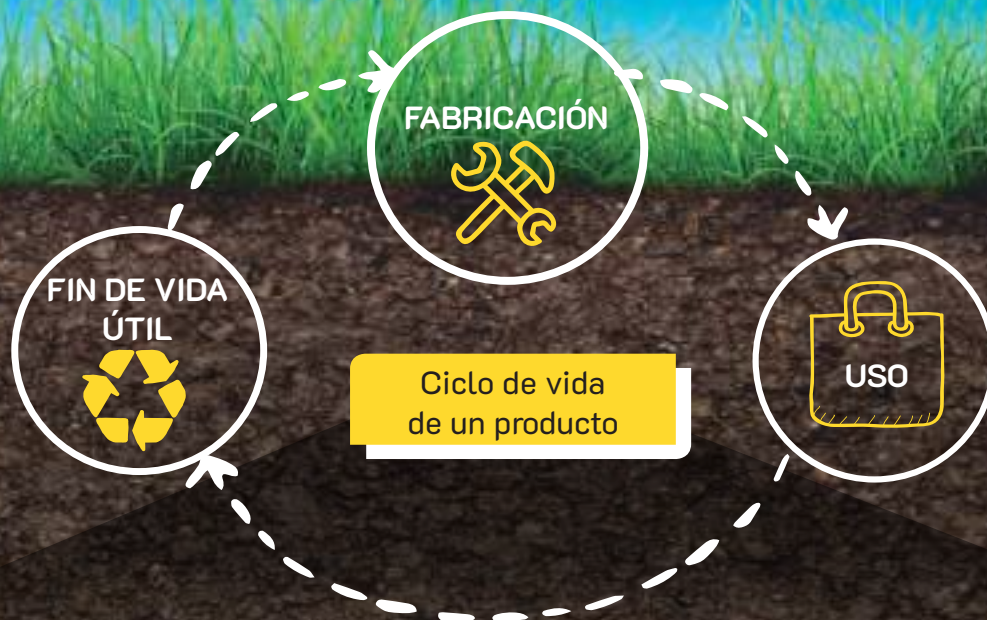 FABRICACIÓN
FIN DE VIDA
ÚTIL
USO
Ciclo de vida
de un producto